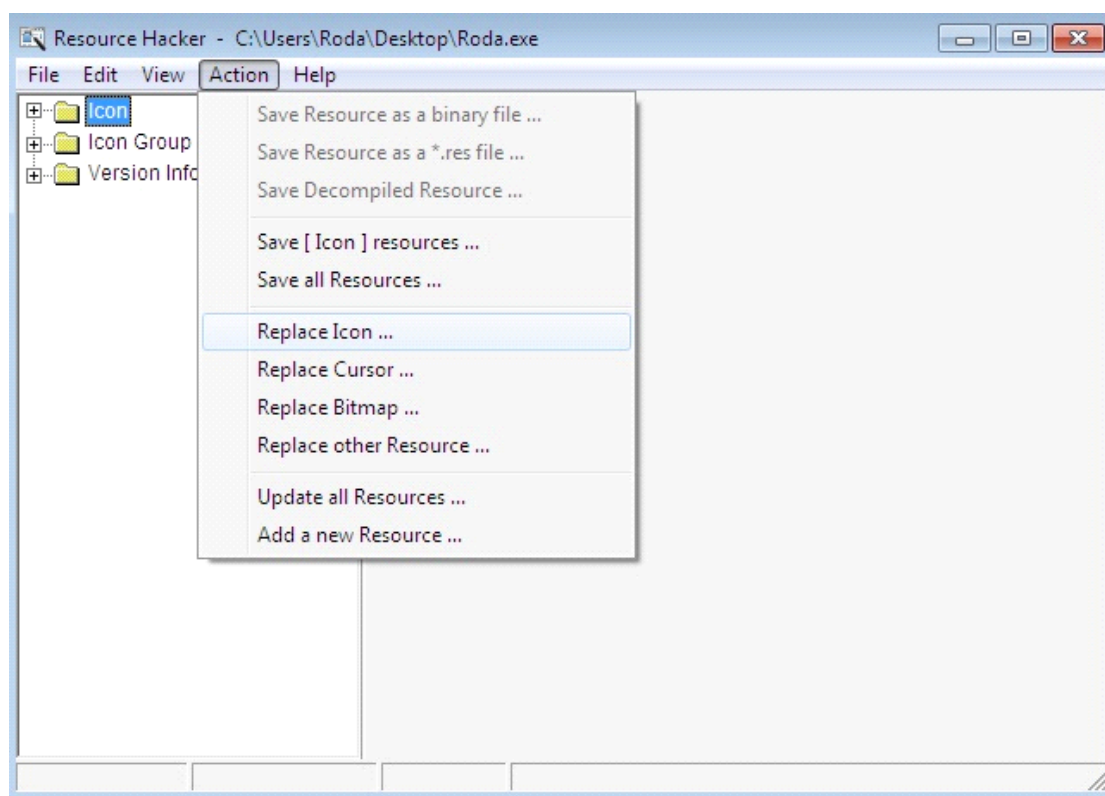 Resource Hacker - C:\Users\Roda\Desktop\Roda.exe
File Edit View Action Help
Icon
Icon Group
Version Info
Save Resource as a binary file ...
Save Resource as a *.res file ...
Save Decompiled Resource ...
Save [ Icon ] resources ...
Save all Resources ...
Replace Icon ...
Replace Cursor ...
Replace Bitmap ...
Replace other Resource ...
Update all Resources ...
Add a new Resource ...